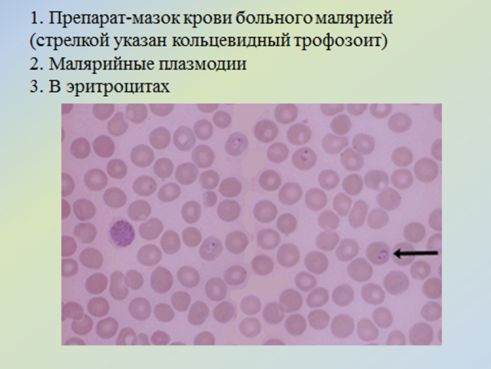 1. Препарат-мазок крови больного малярией
(стрелкой указан кольцевидный трофозоит)
2. Малярийные плазмодии
3. В эритроцитах